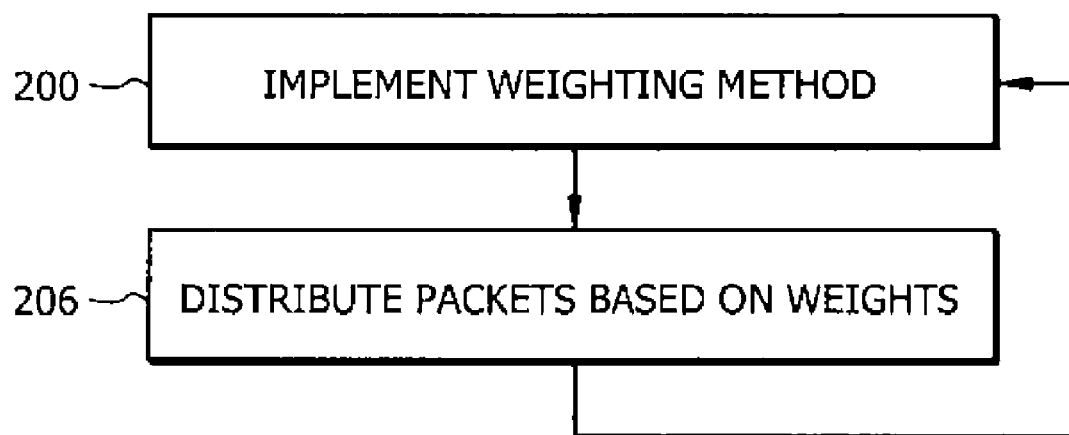 200 IMPLEMENT WEIGHTING METHOD
206 DISTRIBUTE PACKETS BASED ON WEIGHTS